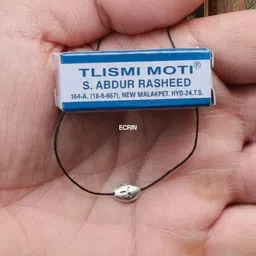 TLISMI MOTI®
S. ABDUR RASHEED
164-A, (16-8-667), NEW MALAKPET, HYD-24.T.S.
ECRIN